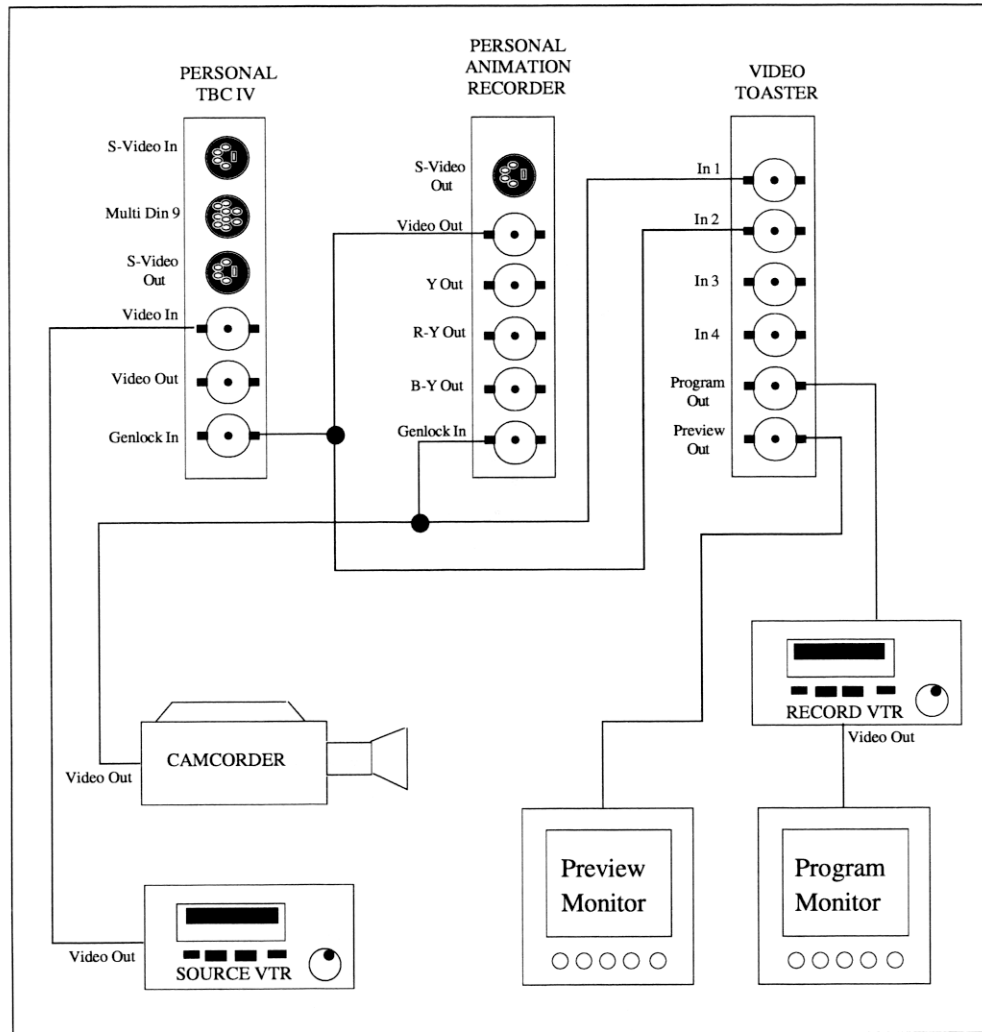 PERSONAL
TBC IV
S-Video In
Multi Din 9
S-Video
Out
Video In
Video Out
Genlock In
PERSONAL
ANIMATION
RECORDER
S-Video
Out
Video Out
Y Out
R-Y Out
B-Y Out
Genlock In
VIDEO
TOASTER
In 1
In 2
In 3
In 4
Program
Out
Preview
Out
RECORD VTR
Video Out
CAMCORDER
Video Out
Preview
Monitor
Program
Monitor
SOURCE VTR
Video Out